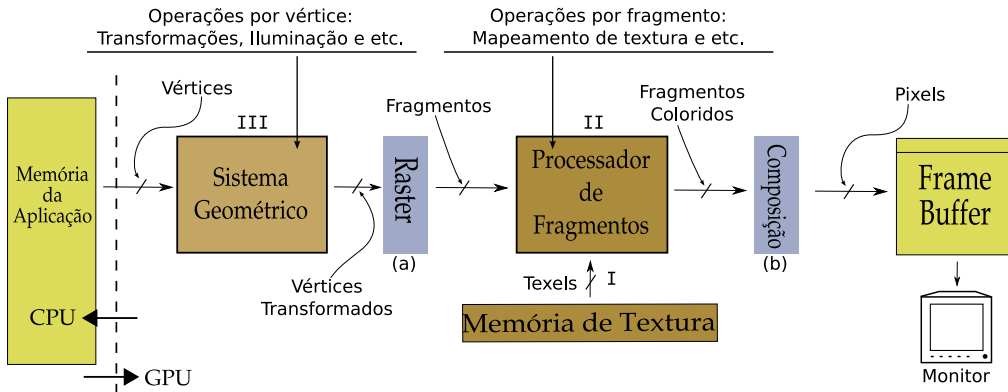 Operações por vértice:
Transformações, Iluminação e etc.
Operações por fragmento:
Mapeamento de textura e etc.
Vértices
III
Fragmentos
II
Fragmentos
Coloridos
Pixels
Memória
da
Aplicação
Sistema
Geométrico
Raster
Processador
de
Fragmentos
Composição
Frame
Buffer
(a)
(b)
Vértices
Transformados
Texels
I
Memória de Textura
CPU
GPU
Monitor